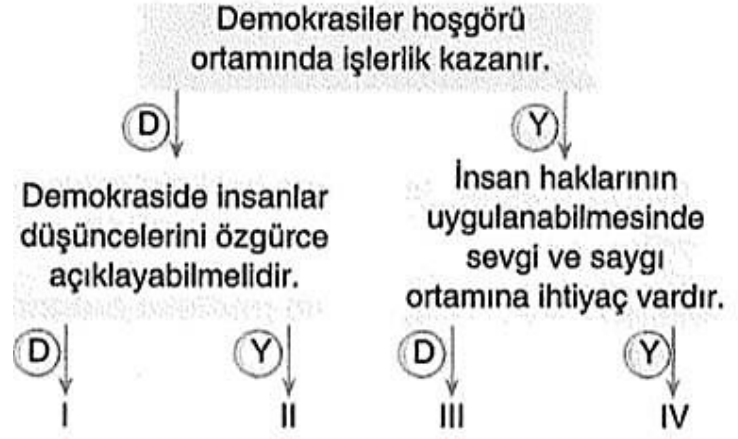 Demokrasiler hoşgörü
ortamında işlerlik kazanır.
D
Y
Demokraside insanlar
düşüncelerini özgürce
açıklayabilmelidir.
İnsan haklarının
uygulanabilmesinde
sevgi ve saygı
ortamına ihtiyaç vardır.
D
Y
D
Y
I
II
III
IV